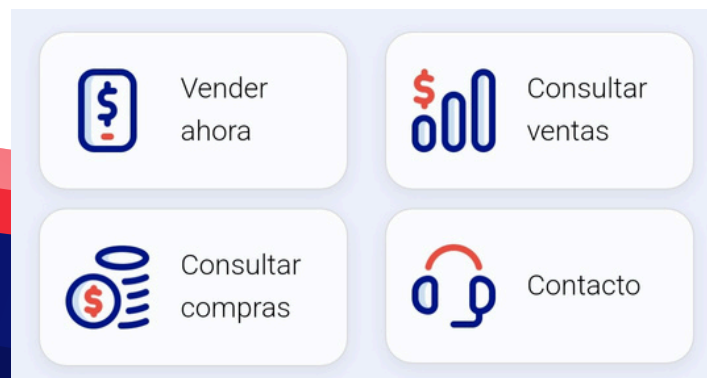 Vender
ahora
Consultar
ventas
Consultar
compras
Contacto